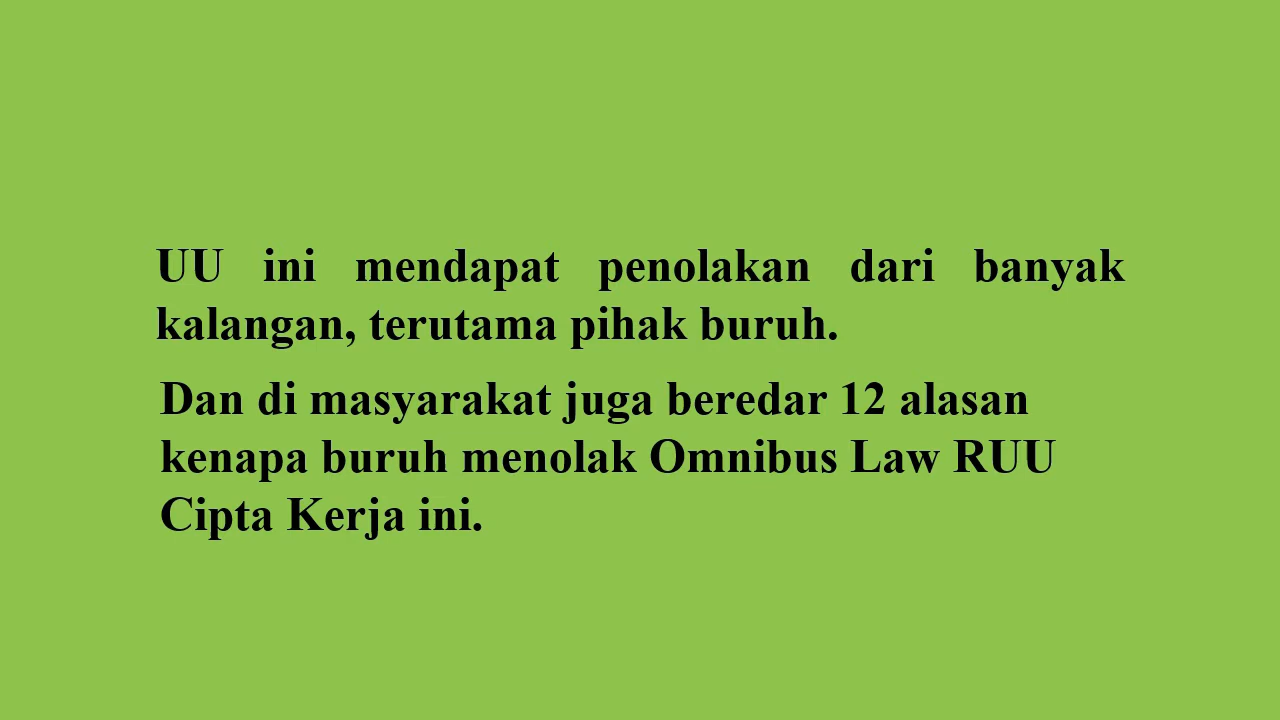 UU ini mendapat penolakan dari banyak
kalangan, terutama pihak buruh.
Dan di masyarakat juga beredar 12 alasan
kenapa buruh menolak Omnibus Law RUU
Cipta Kerja ini.